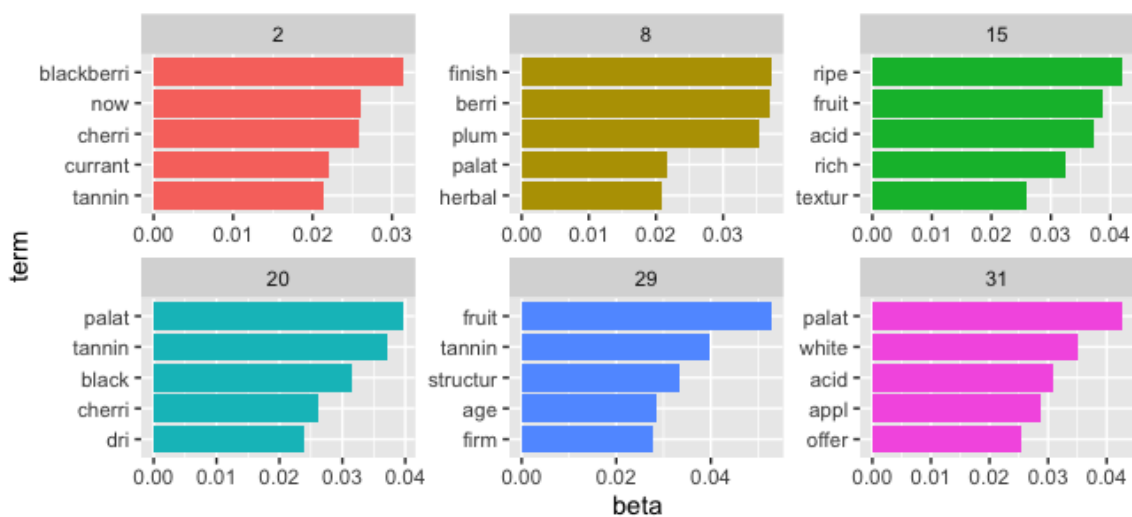 2
blackberri
now
cherri
currant
tannin
0.00 0.01 0.02 0.03
8
finish
berri
plum
palat
herbal
0.00 0.01 0.02 0.03
15
ripe
fruit
acid
rich
textur
0.00 0.01 0.02 0.03 0.04
term
20
palat
tannin
black
cherri
dri
0.00 0.01 0.02 0.03 0.04
29
fruit
tannin
structur
age
firm
0.00 0.02 0.04
31
palat
white
acid
appl
offer
0.00 0.01 0.02 0.03 0.04
beta